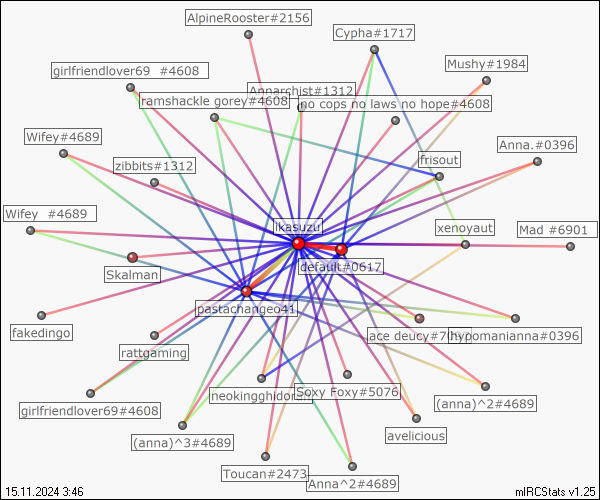 AlpineRooster#2156
Cypha#1717
Mushy#1984
girlfriendlover69 #4608
Annarchist#1312
ramshackle gorey#4608
no cops no laws no hope#4608
Wifey#4689
Anna.#0396
frisout
zibbits#1312
Wifey #4689
ikasuzu
xenoyaut
Mad #6901
default#0617
Skalman
pastachangeo41
fakedingo
rattgaming
jace deucy#7
hypomanianna#0396
neokingghidor
Soxy Foxy#5076
girlfriendlover69#4608
(anna)^2#4689
(anna)^3#4689
avelicious
Toucan#2473
Anna^2#4689
15.11.2024 3:46
mIRCStats v1.25